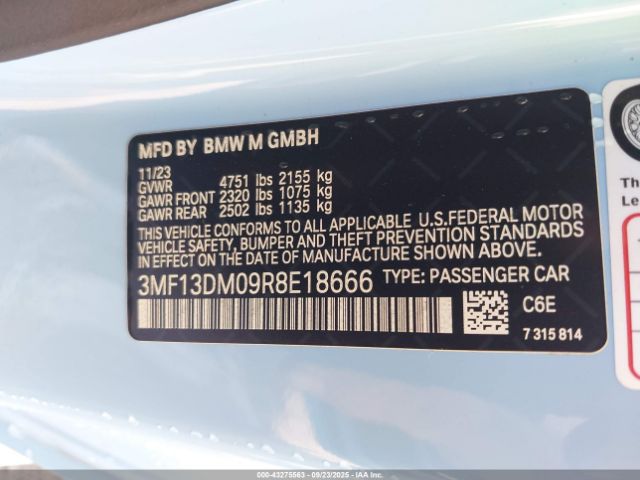 MFD BY BMW M GMBH
11/23
GVWR 4751 lbs 2155 kg
GAWR FRONT 2320 lbs 1075 kg
GAWR REAR 2502 lbs 1135 kg
THIS VEHICLE CONFORMS TO ALL APPLICABLE U.S.FEDERAL MOTOR
VEHICLE SAFETY, BUMPER AND THEFT PREVENTION STANDARDS
IN EFFECT ON THE DATE OF MANUFACTURE SHOWN ABOVE.
3MF13DM09R8E18666 TYPE: PASSENGER CAR
C6E
7 315 814
Th
Le
000-43275563 - 09/23/2025 - IAA Inc. (SA)